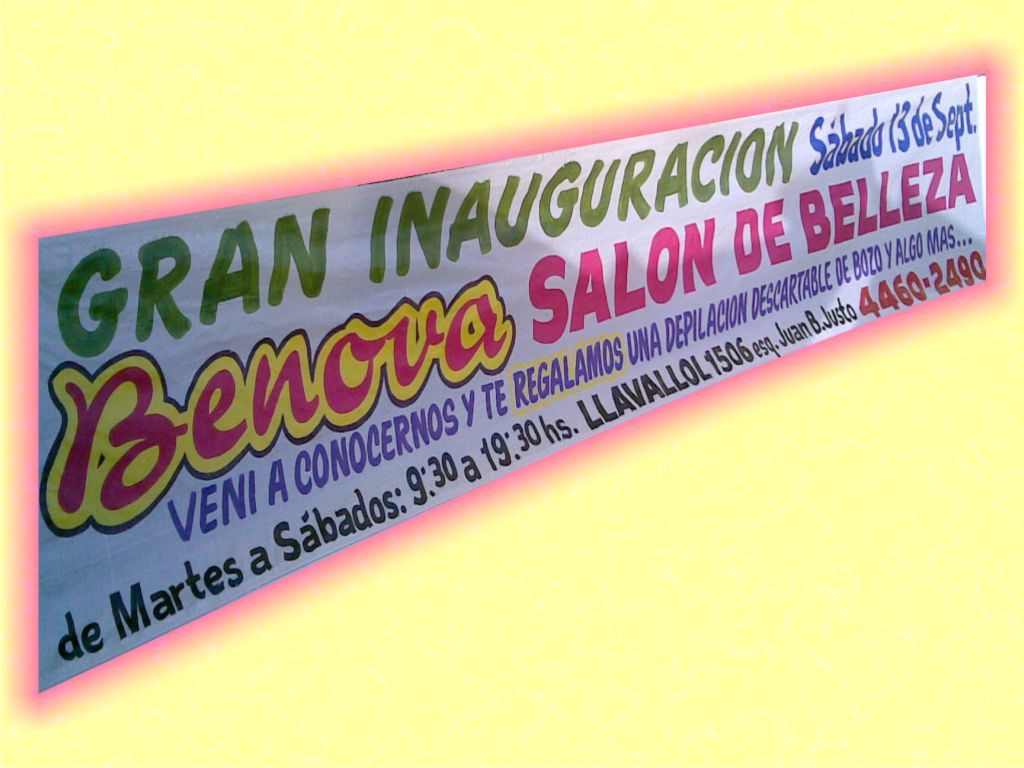 GRAN INAUGURACION Sábado 13 de Sept.
Benova SALON DE BELLEZA
VENI A CONOCERNOS Y TE REGALAMOS UNA DEPILACION DESCARTABLE DE BOZO Y ALGO MAS...
de Martes a Sábados: 9:30 a 19:30 hs. LLAVALLOL 1506 esq. Juan B. Justo 4460-2490